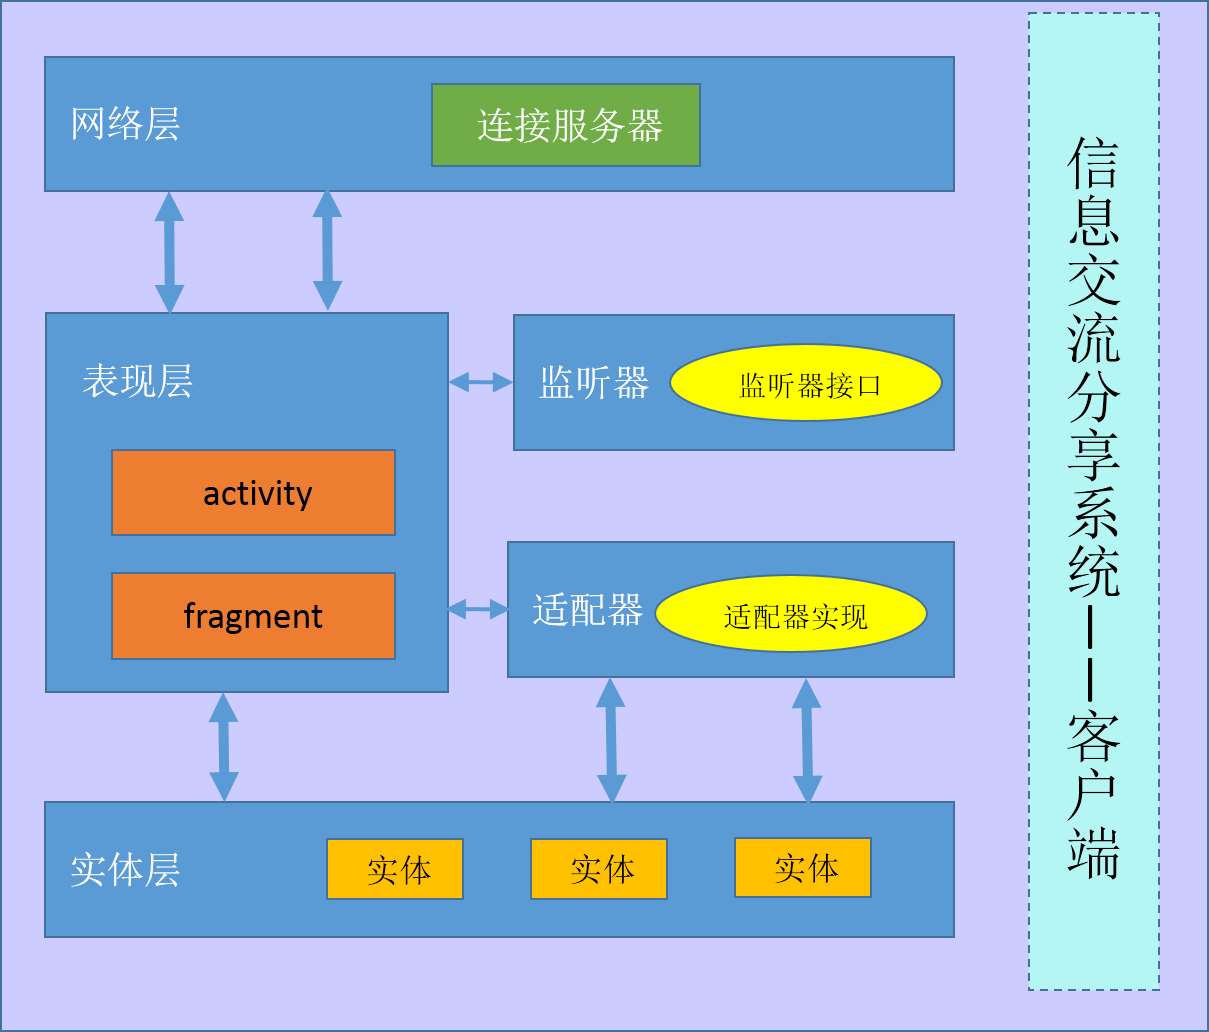 网络层
连接服务器
表现层
activity
fragment
监听器
监听器接口
适配器
适配器实现
实体层
实体
实体
实体
信息交流分享系统——客户端